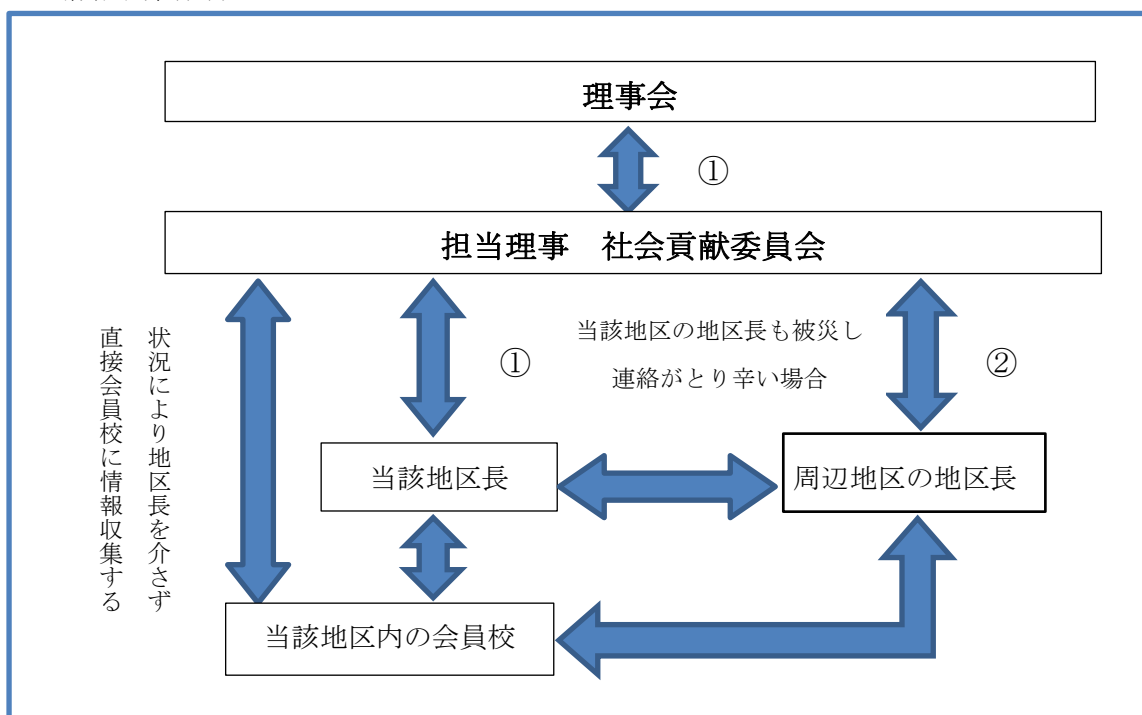 理事会
①
担当理事　社会貢献委員会
状況により地区長を介さず
直接会員校に情報収集する
①
当該地区の地区長も被災し
連絡がとり辛い場合
②
当該地区長
周辺地区の地区長
当該地区内の会員校